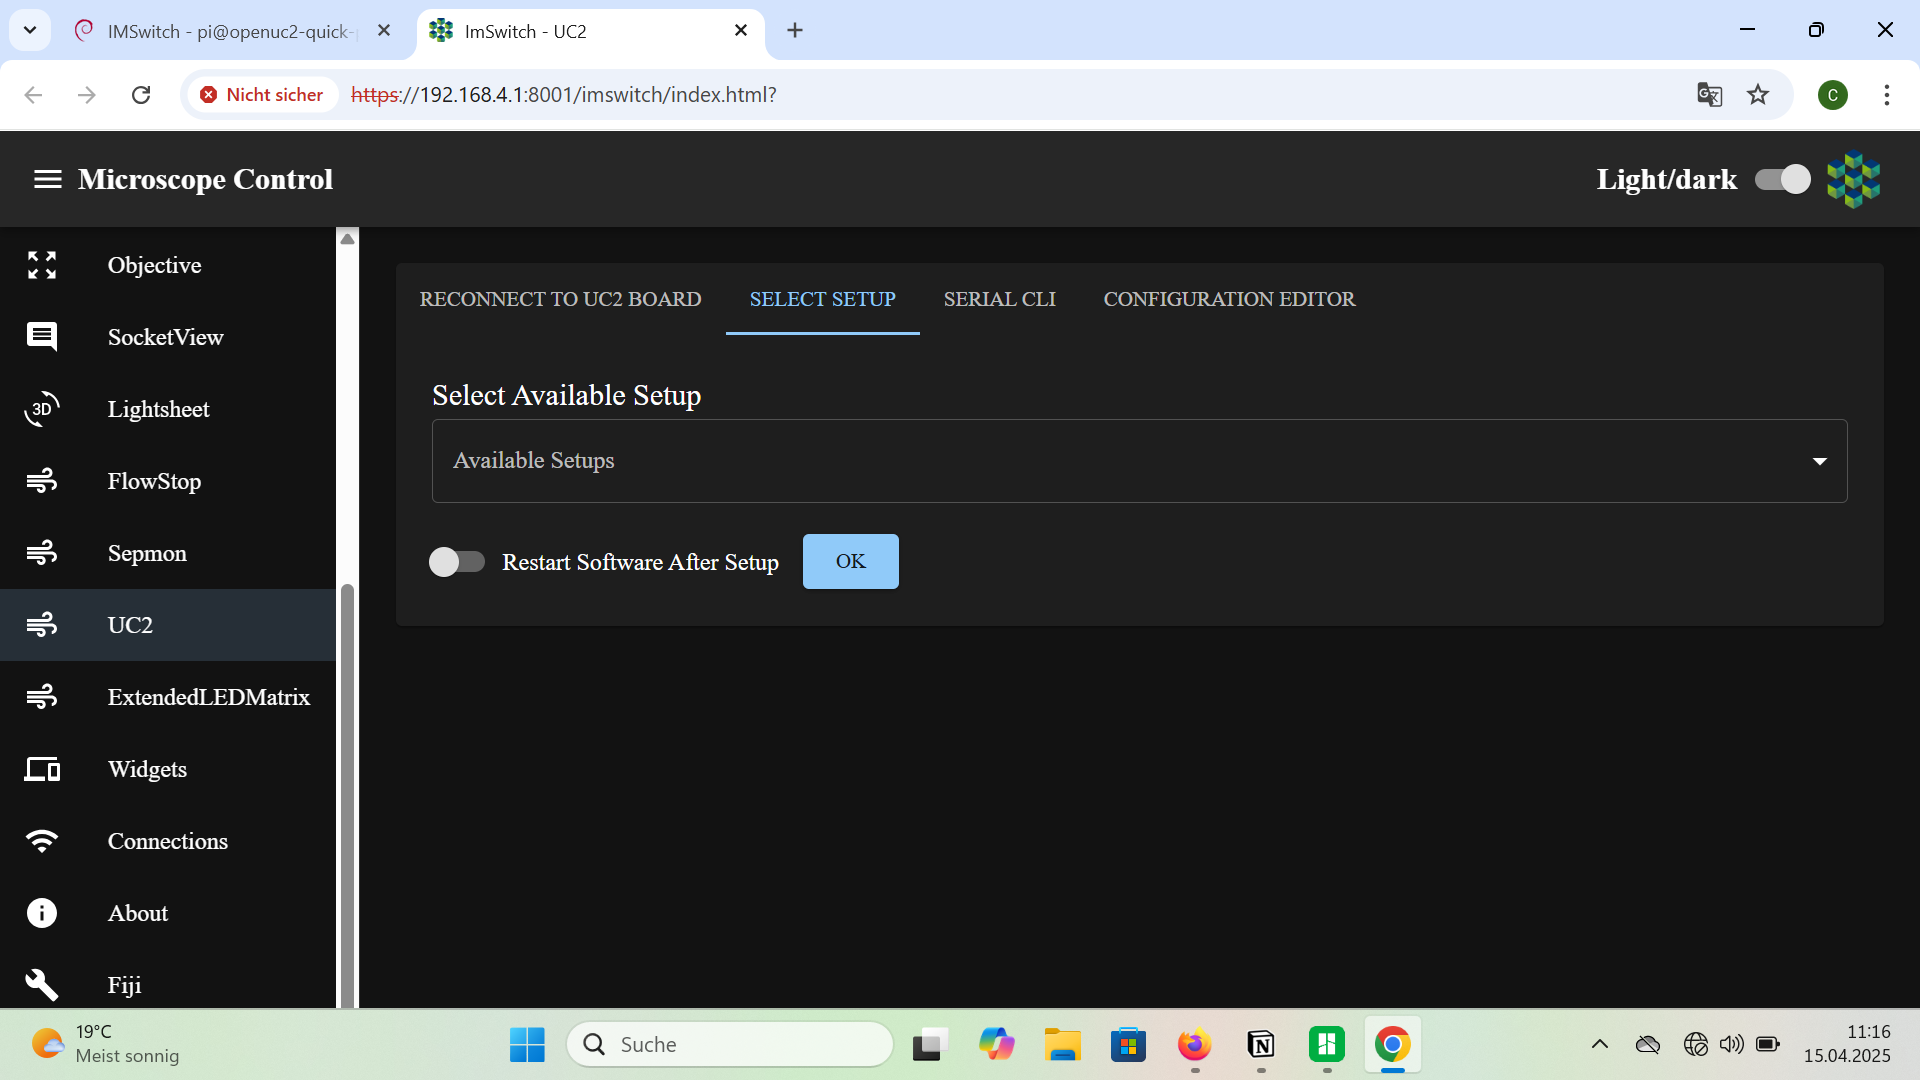 IMSwitch - pi@openuc2-quick-
ImSwitch - UC2
Nicht sicher
https://192.168.4.1:8001/imswitch/index.html?
C
Microscope Control
Light/dark
Objective
SocketView
3D
Lightsheet
FlowStop
Sepmon
UC2
ExtendedLEDMatrix
Widgets
Connections
About
Fiji
RECONNECT TO UC2 BOARD
SELECT SETUP
SERIAL CLI
CONFIGURATION EDITOR
Select Available Setup
Available Setups
Restart Software After Setup
OK
19°C
Meist sonnig
Suche
11:16
15.04.2025